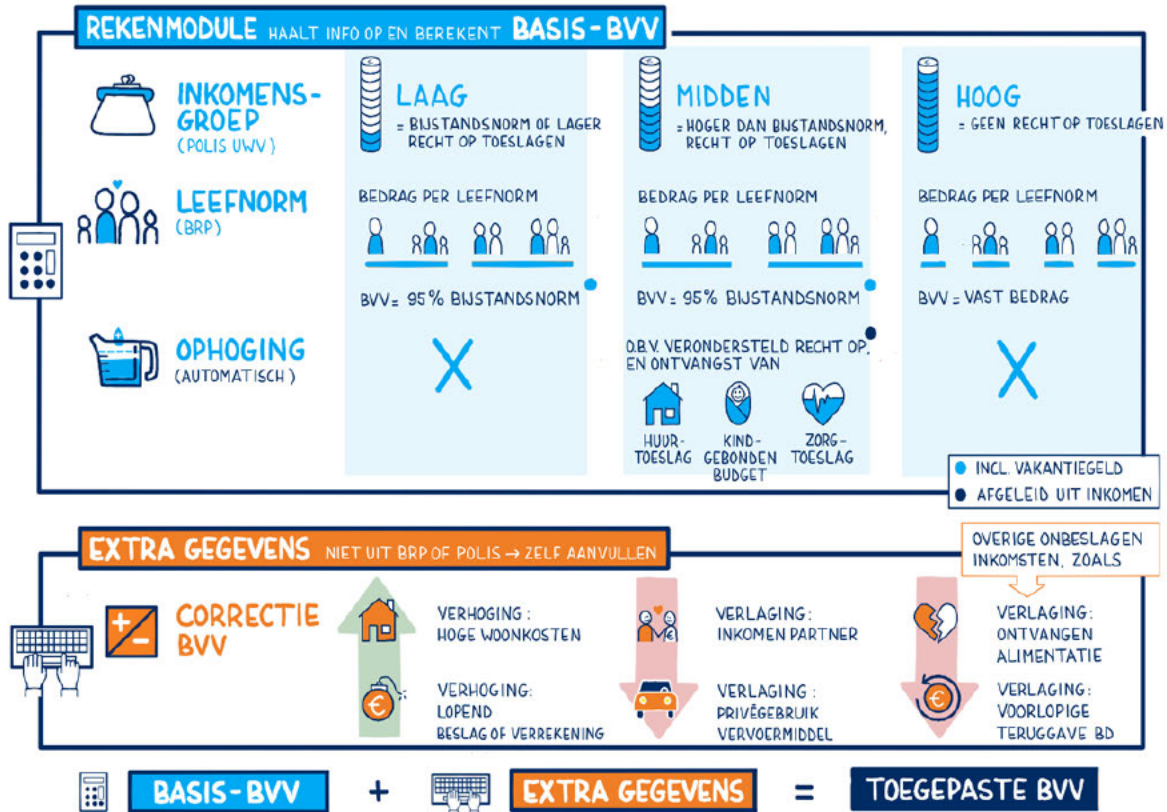 REKENMODULE HAALT INFO OP EN BEREKENT BASIS-BVV
INKOMENS-
GROEP
(POLIS UWV)
LAAG
= BIJSTANDSNORM OF LAGER
RECHT OP TOESLAGEN
MIDDEN
= HOGER DAN BIJSTANDSNORM,
RECHT OP TOESLAGEN
HOOG
= GEEN RECHT OP TOESLAGEN
LEEFNORM
(BRP)
BEDRAG PER LEEFNORM
BVV = 95% BIJSTANDSNORM
BEDRAG PER LEEFNORM
BVV = 95% BIJSTANDSNORM
BEDRAG PER LEEFNORM
BVV = VAST BEDRAG
OPHOGING
(AUTOMATISCH)
O.B.V. VERONDERSTELD RECHT OP,
EN ONTVANGST VAN
HUUR-
TOESLAG
KIND-
GEBONDEN
BUDGET
ZORG-
TOESLAG
INCL. VAKANTIEGELD
AFGELEID UIT INKOMEN
EXTRA GEGEVENS NIET UIT BRP OF POLIS → ZELF AANVULLEN
OVERIGE ONBESLAGEN
INKOMSTEN, ZOALS
+ -
CORRECTIE
BVV
VERHOGING:
HOGE WOONKOSTEN
€
VERHOGING:
LOPEND
BESLAG OF VERREKENING
€
VERLAGING:
INKOMEN PARTNER
VERLAGING:
PRIVÉGEBRUIK
VERVOERMIDDEL
VERLAGING:
ONTVANGEN
ALIMENTATIE
€
VERLAGING:
VOORLOPIGE
TERUGGAVE BD
BASIS-BVV + EXTRA GEGEVENS = TOEGEPASTE BVV